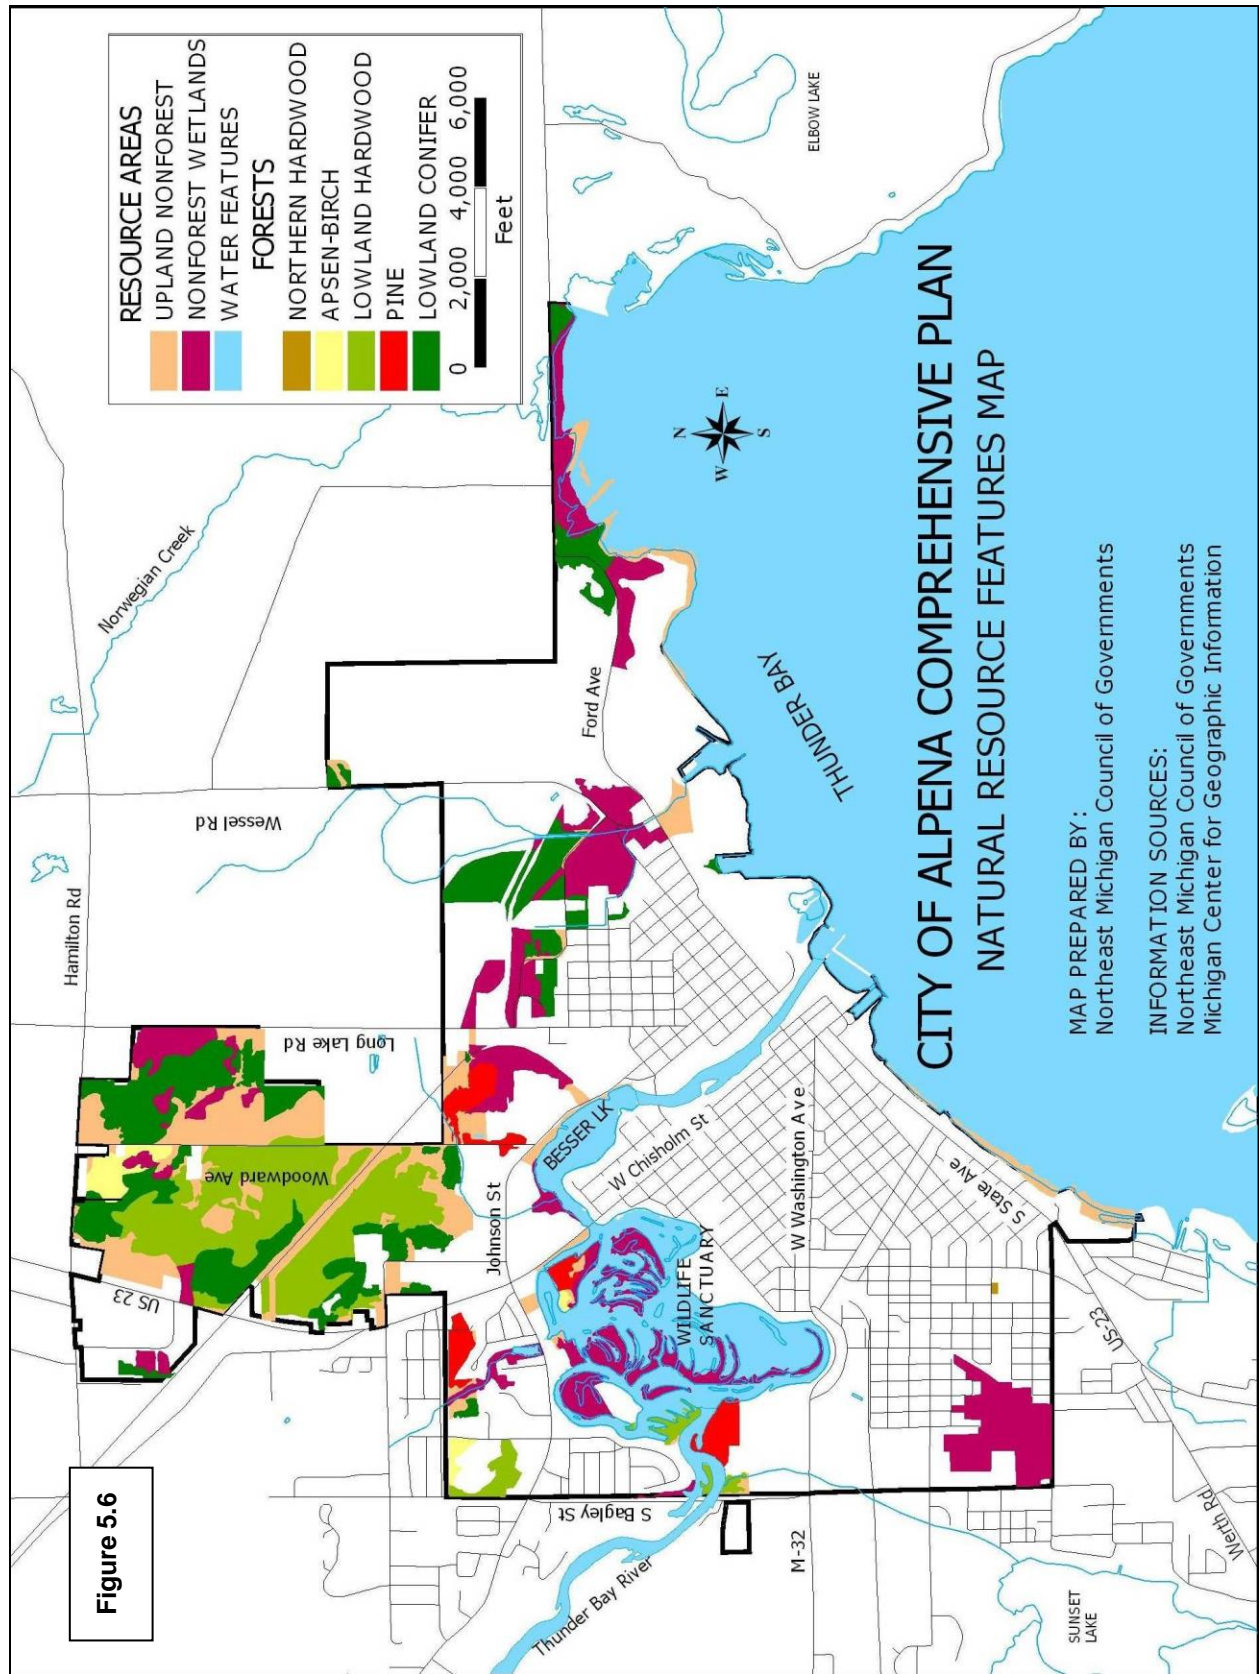 Figure 5.6
RESOURCE AREAS
UPLAND NONFOREST
NONFOREST WETLANDS
WATER FEATURES
FORESTS
NORTHERN HARDWOOD
APSEN-BIRCH
LOWLAND HARDWOOD
PINE
LOWLAND CONIFER
0 2,000 4,000 6,000
Feet
Hamilton Rd
Norwegian Creek
Wessel Rd
US 23
Woodward Ave
Long Lake Rd
Johnson St
Ford Ave
ELBOW LAKE
BESSER LK
W Chisholm St
WILDLIFE
SANCTUARY
S Bagley St
Thunder Bay River
M-32
W Washington Ave
S State Ave
US-23
Werth Rd
SUNSET
LAKE
THUNDER BAY
N
W
E
S
CITY OF ALPENA COMPREHENSIVE PLAN
NATURAL RESOURCE FEATURES MAP
MAP PREPARED BY:
Northeast Michigan Council of Governments
INFORMATION SOURCES:
Northeast Michigan Council of Governments
Michigan Center for Geographic Information